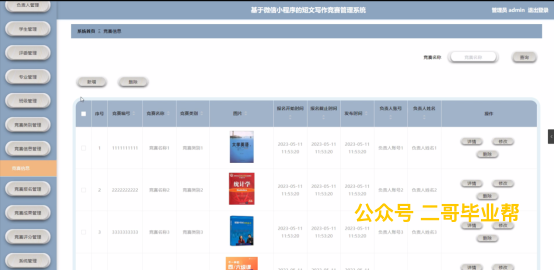 基于微信小程序的短文写作竞赛管理系统
管理员 admin 退出登录
负责人管理
学生管理
评委管理
专业管理
班级管理
竞赛类别管理
竞赛信息管理
竞赛信息
竞赛报名管理
竞赛成果管理
竞赛评分管理
系统管理
系统首页 竞赛信息
竞赛名称 竞赛名称 查询
新增 删除
序号 竞赛编号 竞赛名称 竞赛类别 图片 报名开始时间 报名截止时间 发布时间 负责人账号 负责人姓名 操作
1 1111111111 竞赛名称1 竞赛类别1 2023-05-11 11:53:20 2023-05-11 11:53:20 2023-05-11 11:53:20 负责人账号1 负责人姓名1 详情 修改 删除
2 2222222222 竞赛名称2 竞赛类别2 统计学 2023-05-11 11:53:20 2023-05-11 11:53:20 2023-05-11 11:53:20 负责人账号2 负责人姓名2 详情 修改 删除
3 3333333333 竞赛名称3 竞赛类别3 2023-05-11 11:53:20 2023-05-11 11:53:20 2023-05-11 11:53:20 负责人账号3 负责人姓名3 详情 修改 删除
公众号 二哥毕业帮